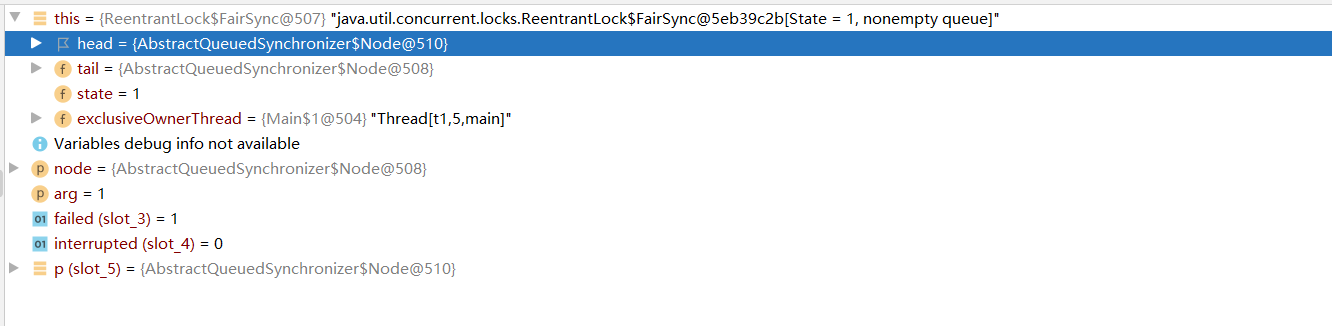 this = {ReentrantLock$FairSync@507} "java.util.concurrent.locks.ReentrantLock$FairSync@5eb39c2b[State = 1, nonempty queue]"
head = {AbstractQueuedSynchronizer$Node@510}
f tail = {AbstractQueuedSynchronizer$Node@508}
f state = 1
f exclusiveOwnerThread = {Main$1@504} "Thread[t1,5,main]"
Variables debug info not available
p node = {AbstractQueuedSynchronizer$Node@508}
p arg = 1
01 failed (slot_3) = 1
01 interrupted (slot_4) = 0
p (slot_5) = {AbstractQueuedSynchronizer$Node@510}